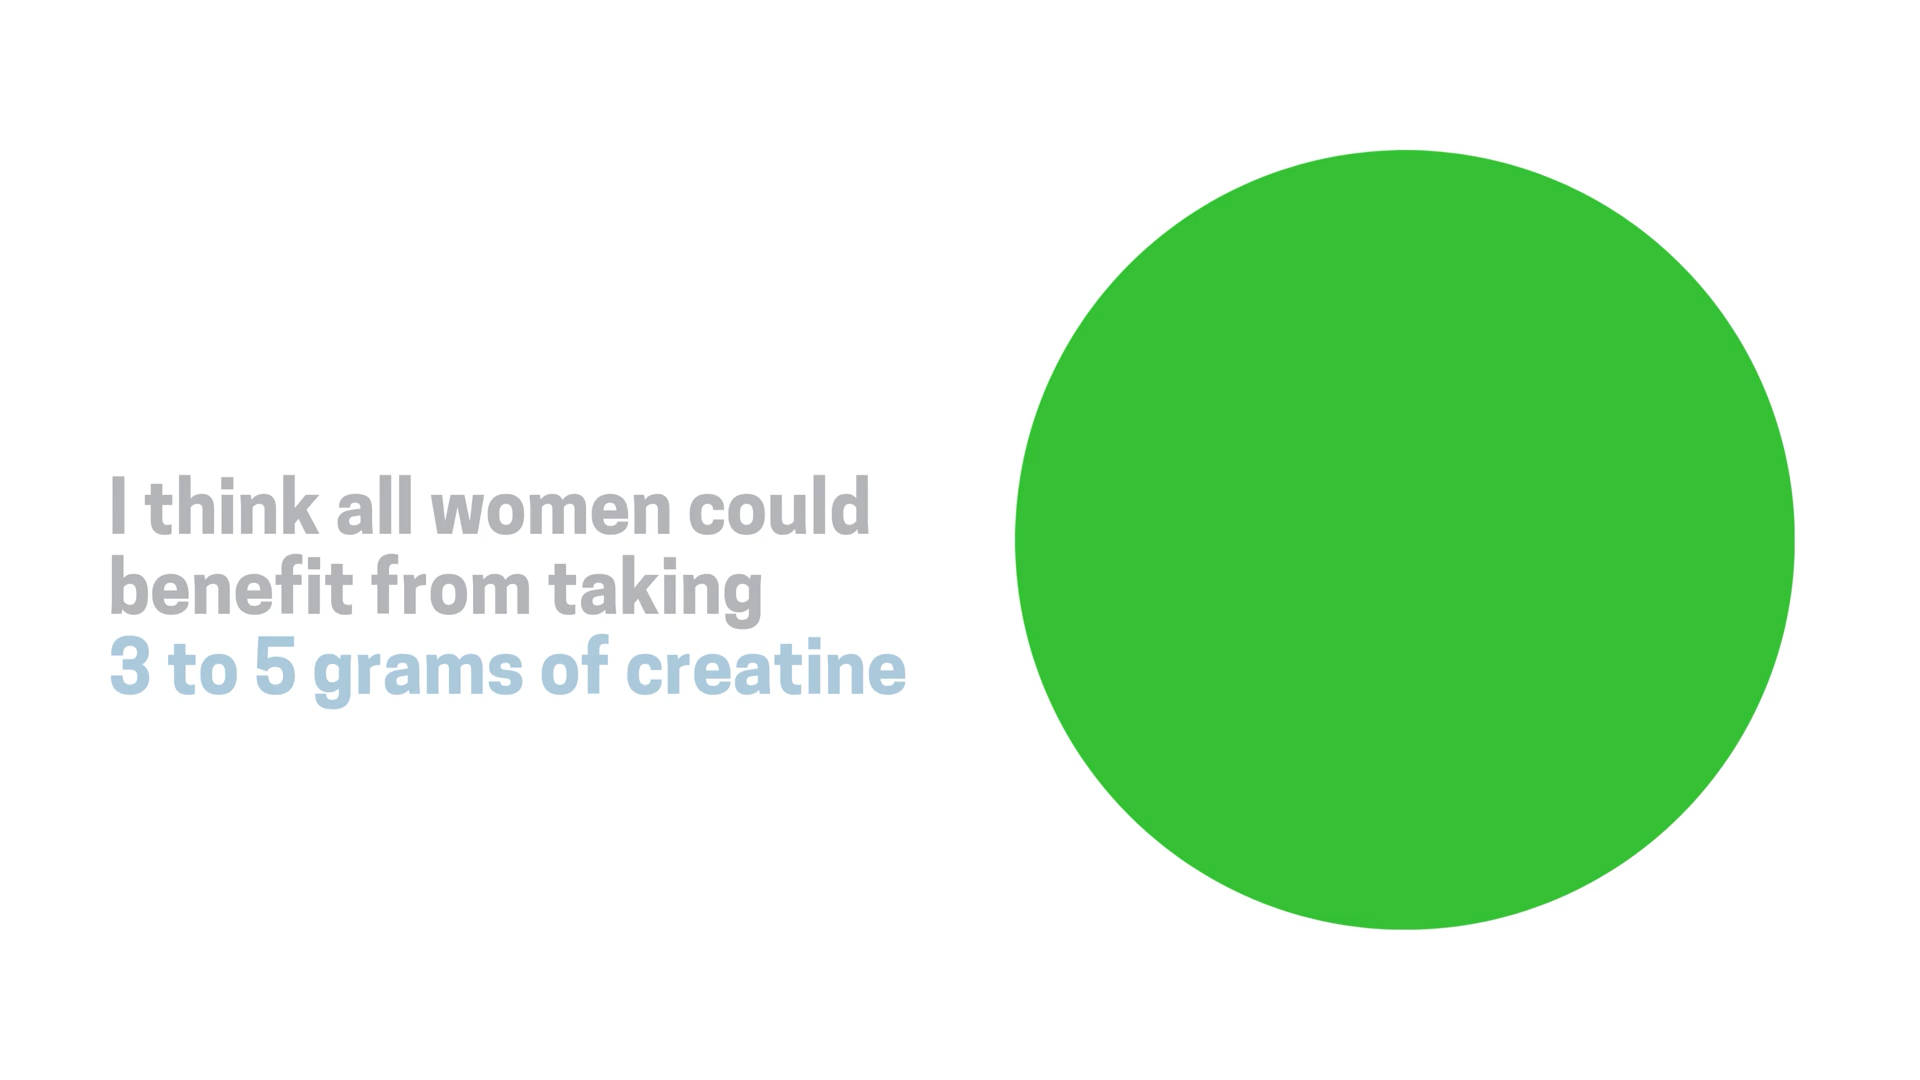 I think all women could
benefit from taking
3 to 5 grams of creatine